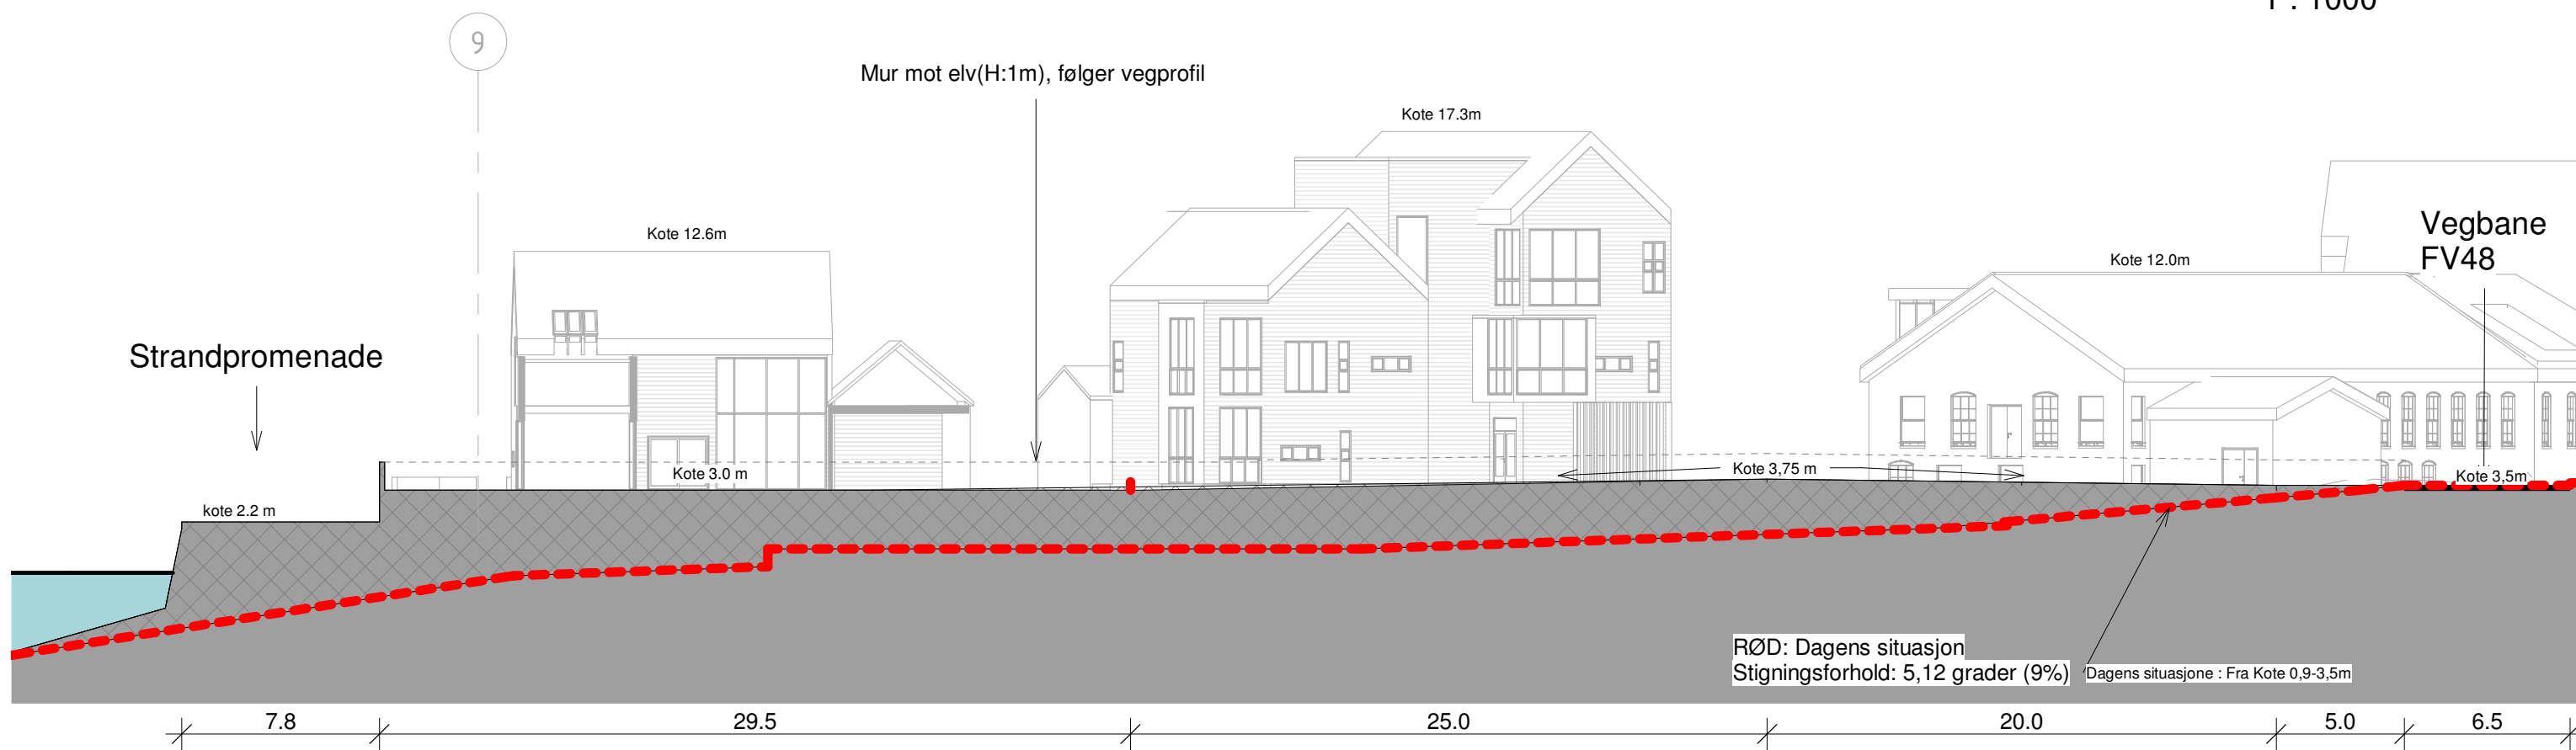 9
Mur mot elv(H:1m), følger vegprofil
Kote 17.3m
Kote 12.6m
Vegbane
FV48
Kote 12.0m
Strandpromenade
Kote 3.0 m
Kote 3,75 m
Kote 3,5m
kote 2.2 m
RØD: Dagens situasjon
Stigningsforhold: 5,12 grader (9%)
Dagens situasjone : Fra Kote 0,9-3,5m
7.8
29.5
25.0
20.0
5.0
6.5